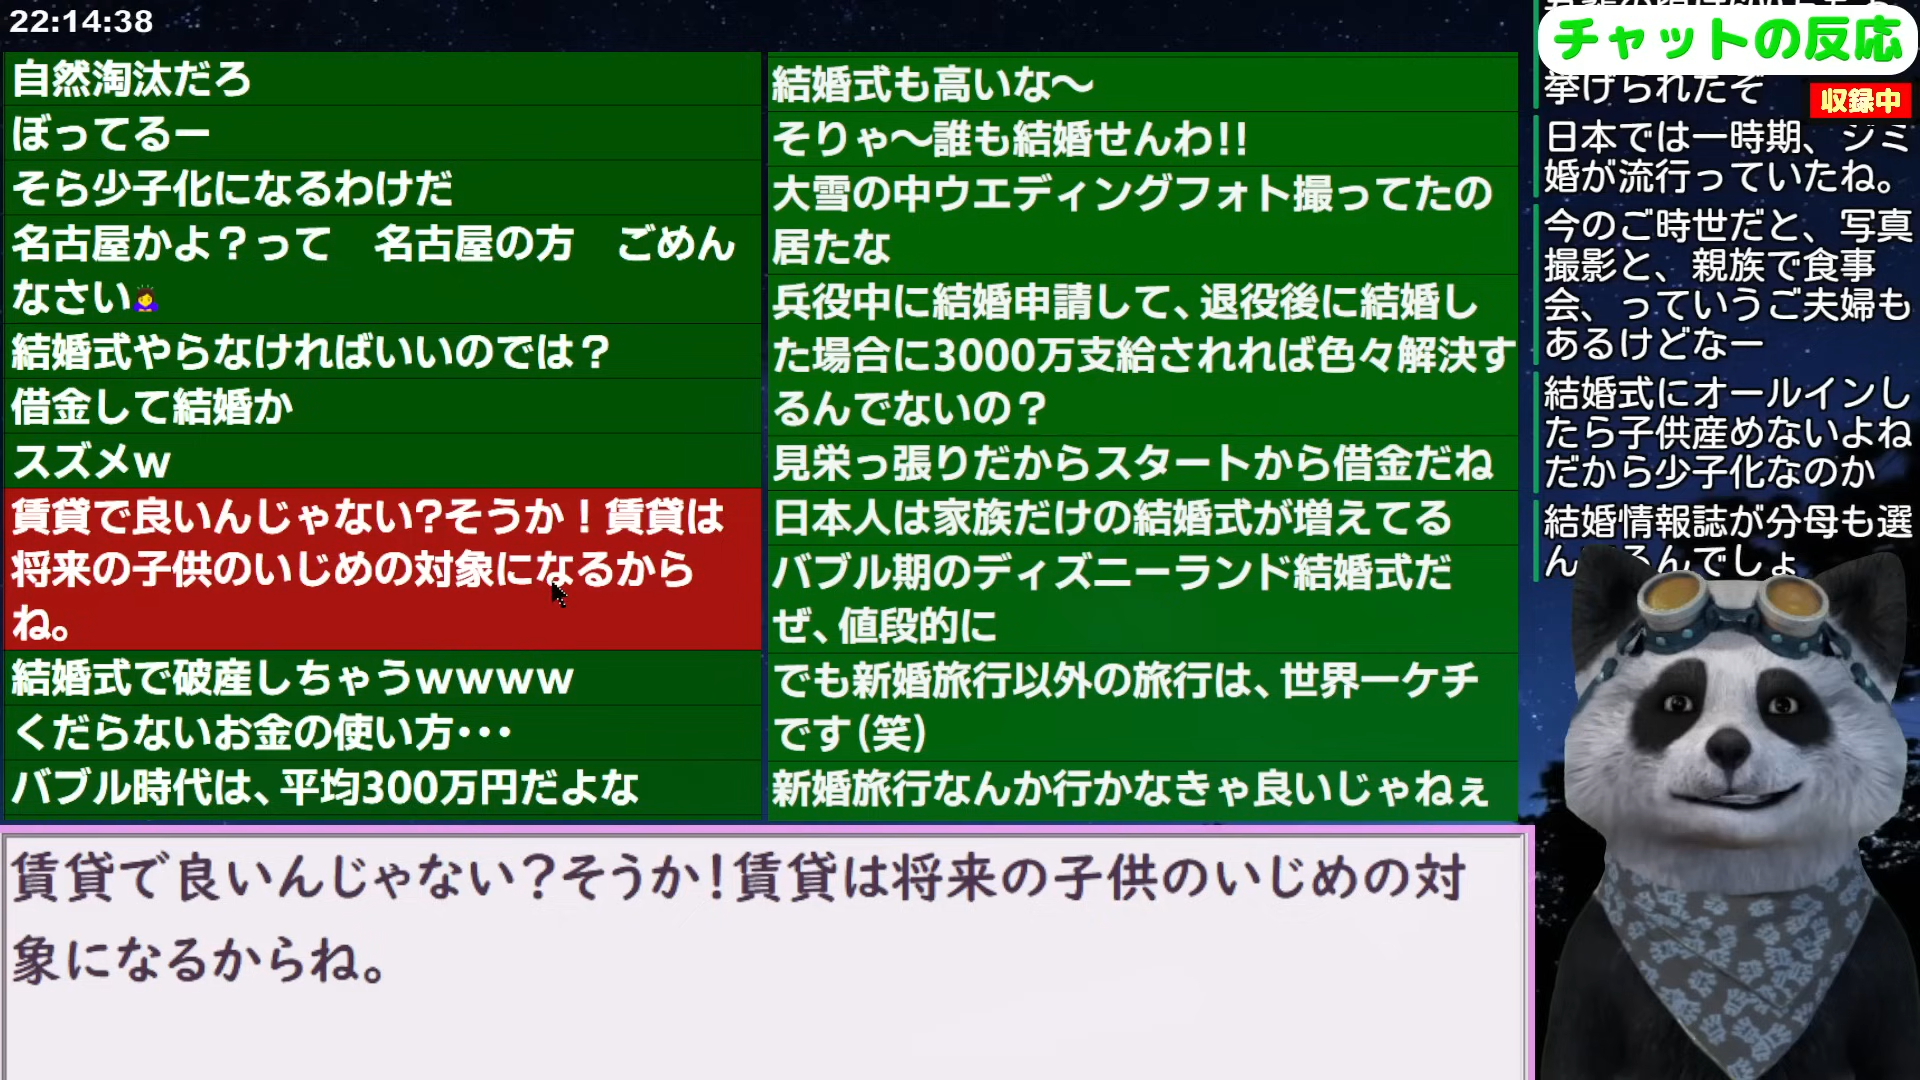 22:14:38
自然淘汰だろ
ぼってるー
そら少子化になるわけだ
名古屋かよ？って　名古屋の方　ごめん
なさい🙇‍♀️
結婚式やらなければいいのでは？
借金して結婚か
スズメｗ
賃貸で良いんじゃない?そうか！賃貸は
将来の子供のいじめの対象になるから
ね。
結婚式で破産しちゃうｗｗｗｗ
くだらないお金の使い方･･･
バブル時代は、平均300万円だよな
結婚式も高いな～
そりゃ～誰も結婚せんわ!!
大雪の中ウエディングフォト撮ってたの
居たな
兵役中に結婚申請して、退役後に結婚し
た場合に3000万支給されれば色々解決す
るんでないの？
見栄っ張りだからスタートから借金だね
日本人は家族だけの結婚式が増えてる
バブル期のディズニーランド結婚式だ
ぜ、値段的に
でも新婚旅行以外の旅行は、世界一ケチ
です(笑)
新婚旅行なんか行かなきゃ良いじゃねぇ
チャットの反応
挙げられたぞ
収録中
日本では一時期、ジミ
婚が流行っていたね。
今のご時世だと、写真
撮影と、親族で食事
会、っていうご夫婦も
あるけどなー
結婚式にオールインし
たら子供産めないよね
だから少子化なのか
結婚情報誌が分母も選
んでるんでしょ
賃貸で良いんじゃない?そうか!賃貸は将来の子供のいじめの対
象になるからね。